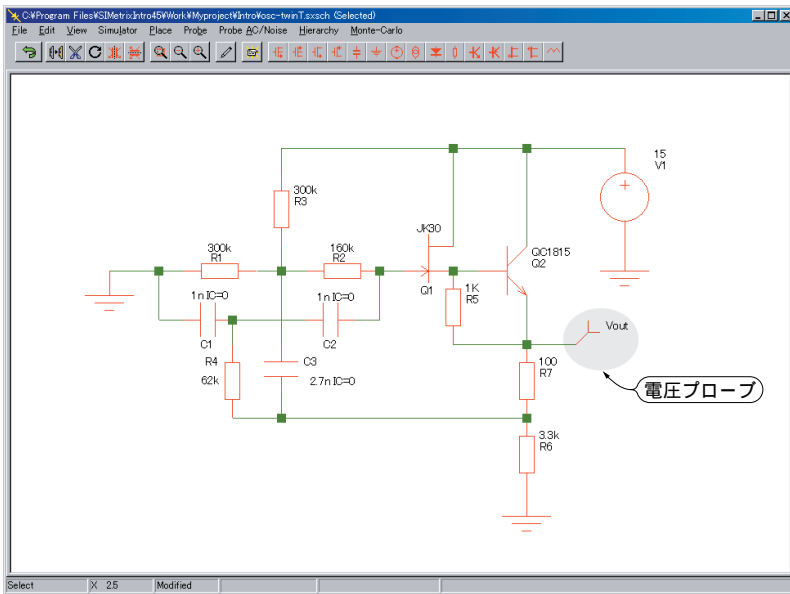 C:¥Program Files¥SIMetrixIntro45¥Work¥Myproject¥Intro¥osc-twinT.sxsch (Selected)
File Edit View Simulator Place Probe Probe AC/Noise Hierarchy Monte-Carlo
15
V1
300k
R3
JK30
QC1815
Q2
300k
R1
160k
R2
Q1
1K
R5
1n IC=0
C1
1n IC=0
C2
Vout
R4
62k
C3
2.7n IC=0
100
R7
電圧プローブ
3.3k
R6
Select X 2.5 Modified